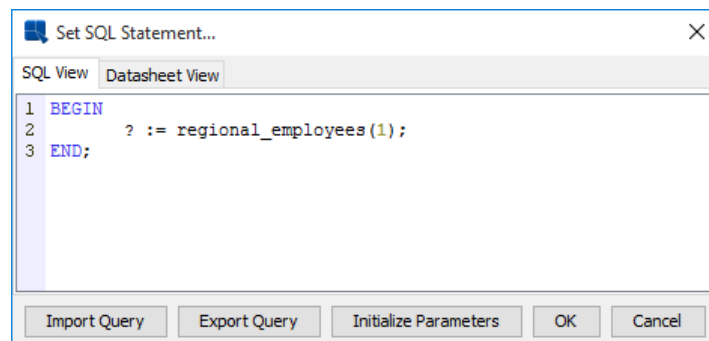 Set SQL Statement...
SQL View Datasheet View
1 BEGIN
2 ? := regional_employees(1);
3 END;
Import Query Export Query Initialize Parameters OK Cancel